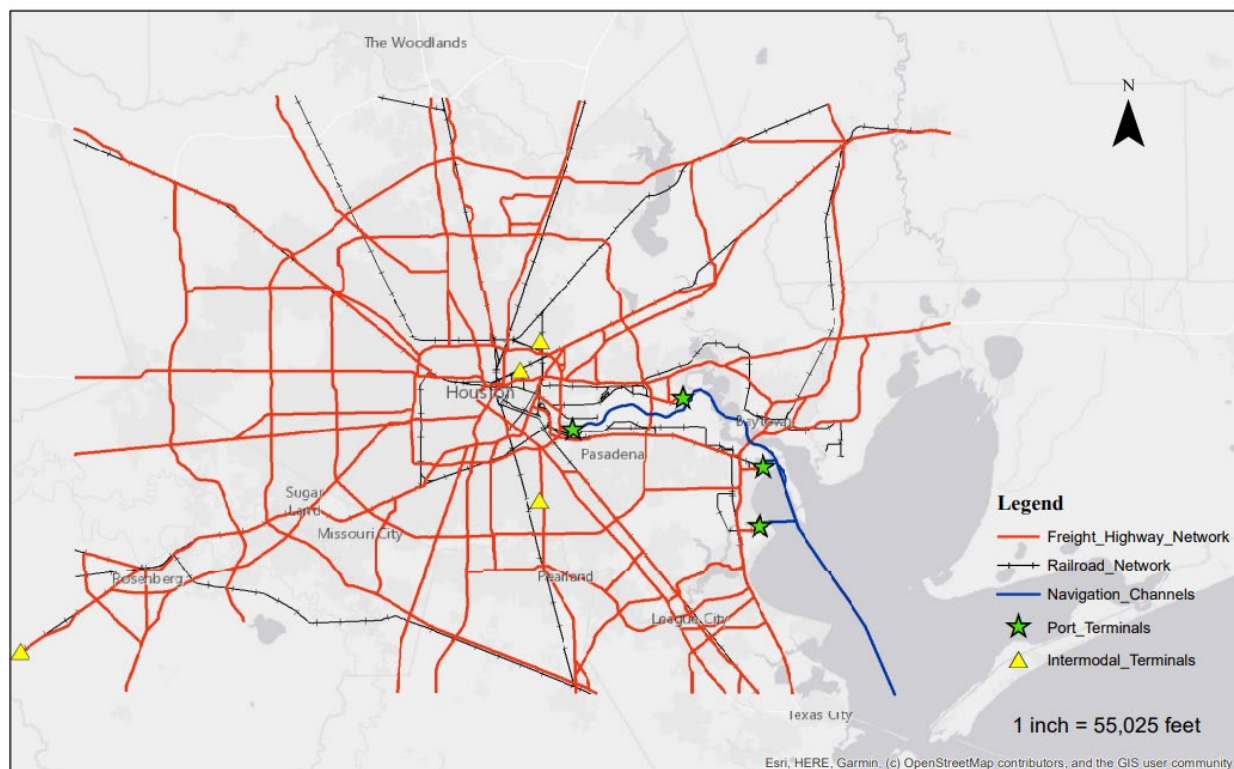 The Woodlands
N
Houston
Baytown
Pasadena
Sugar
Land
Missouri City
Rosenberg
Pearland
League City
Texas City
Legend
Freight_Highway_Network
Railroad_Network
Navigation_Channels
Port_Terminals
Intermodal_Terminals
1 inch = 55,025 feet
Esri, HERE, Garmin, (c) OpenStreetMap contributors, and the GIS user community